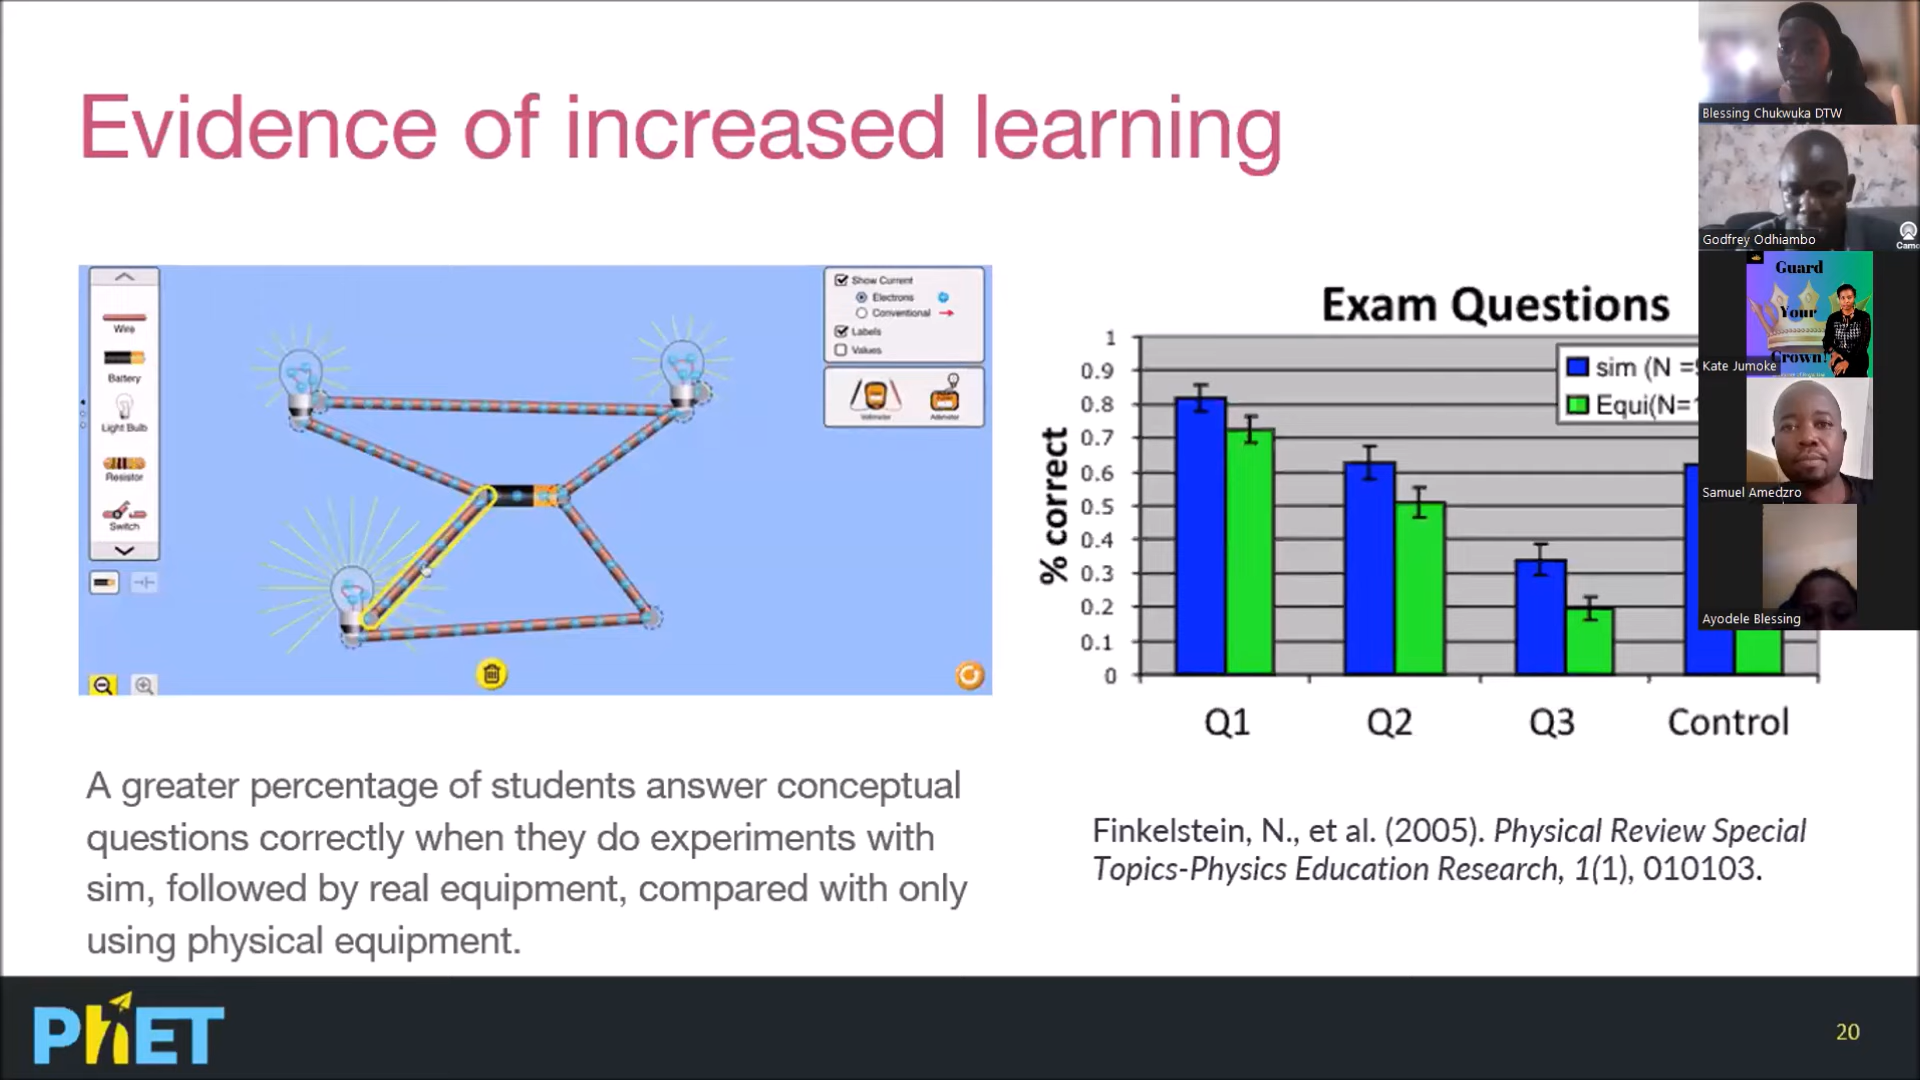 Evidence of increased learning
Wire
Battery
Light Bulb
Resistor
Switch
Show Current
Electrons
Conventional
Labels
Values
Voltmeter
Ammeter
Exam Questions
1
0.9
0.8
0.7
0.6
0.5
0.4
0.3
0.2
0.1
0
% correct
sim (N =
Equi(N=
Q1
Q2
Q3
Control
A greater percentage of students answer conceptual
questions correctly when they do experiments with
sim, followed by real equipment, compared with only
using physical equipment.
Finkelstein, N., et al. (2005). Physical Review Special
Topics-Physics Education Research, 1(1), 010103.
PhET
20
Blessing Chukwuka DTW
Godfrey Odhiambo
Guard
Your
Crown!
Kate Jumoke
Samuel Amedzro
Ayodele Blessing